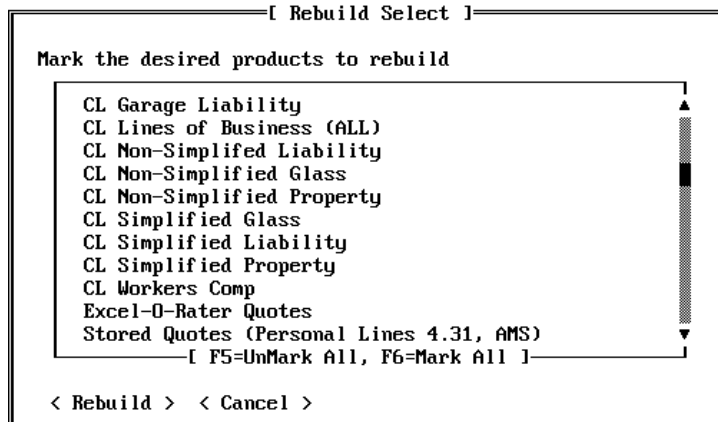 [ Rebuild Select ]
Mark the desired products to rebuild
CL Garage Liability
CL Lines of Business (ALL)
CL Non-Simplifed Liability
CL Non-Simplified Glass
CL Non-Simplified Property
CL Simplified Glass
CL Simplified Liability
CL Simplified Property
CL Workers Comp
Excel-O-Rater Quotes
Stored Quotes (Personal Lines 4.31, AMS)
[ F5=UnMark All, F6=Mark All ]
< Rebuild > < Cancel >